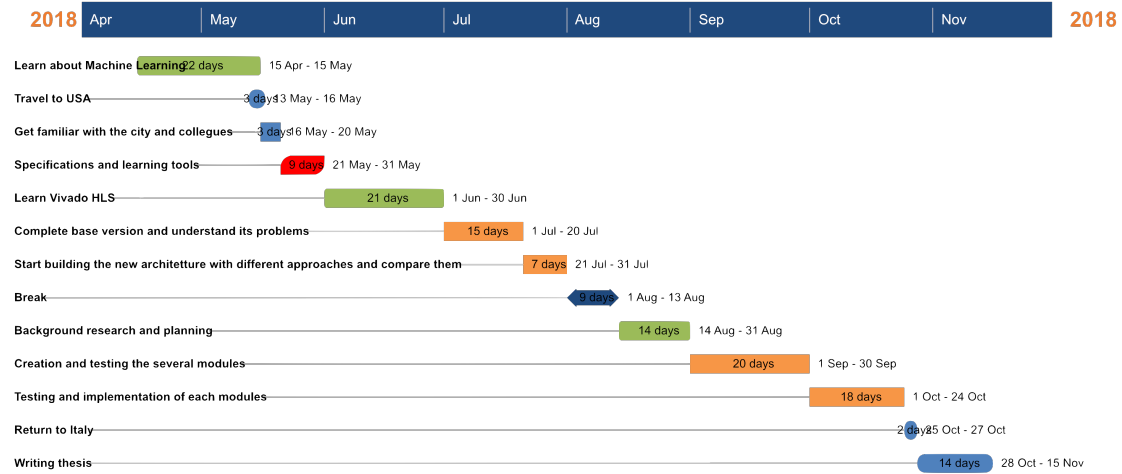 2018 Apr May Jun Jul Aug Sep Oct Nov 2018
Learn about Machine Learning 22 days 15 Apr - 15 May
Travel to USA 3 days 13 May - 16 May
Get familiar with the city and collegues 3 days 16 May - 20 May
Specifications and learning tools 9 days 21 May - 31 May
Learn Vivado HLS 21 days 1 Jun - 30 Jun
Complete base version and understand its problems 15 days 1 Jul - 20 Jul
Start building the new architetture with different approaches and compare them 7 days 21 Jul - 31 Jul
Break 9 days 1 Aug - 13 Aug
Background research and planning 14 days 14 Aug - 31 Aug
Creation and testing the several modules 20 days 1 Sep - 30 Sep
Testing and implementation of each modules 18 days 1 Oct - 24 Oct
Return to Italy 2 days 25 Oct - 27 Oct
Writing thesis 14 days 28 Oct - 15 Nov